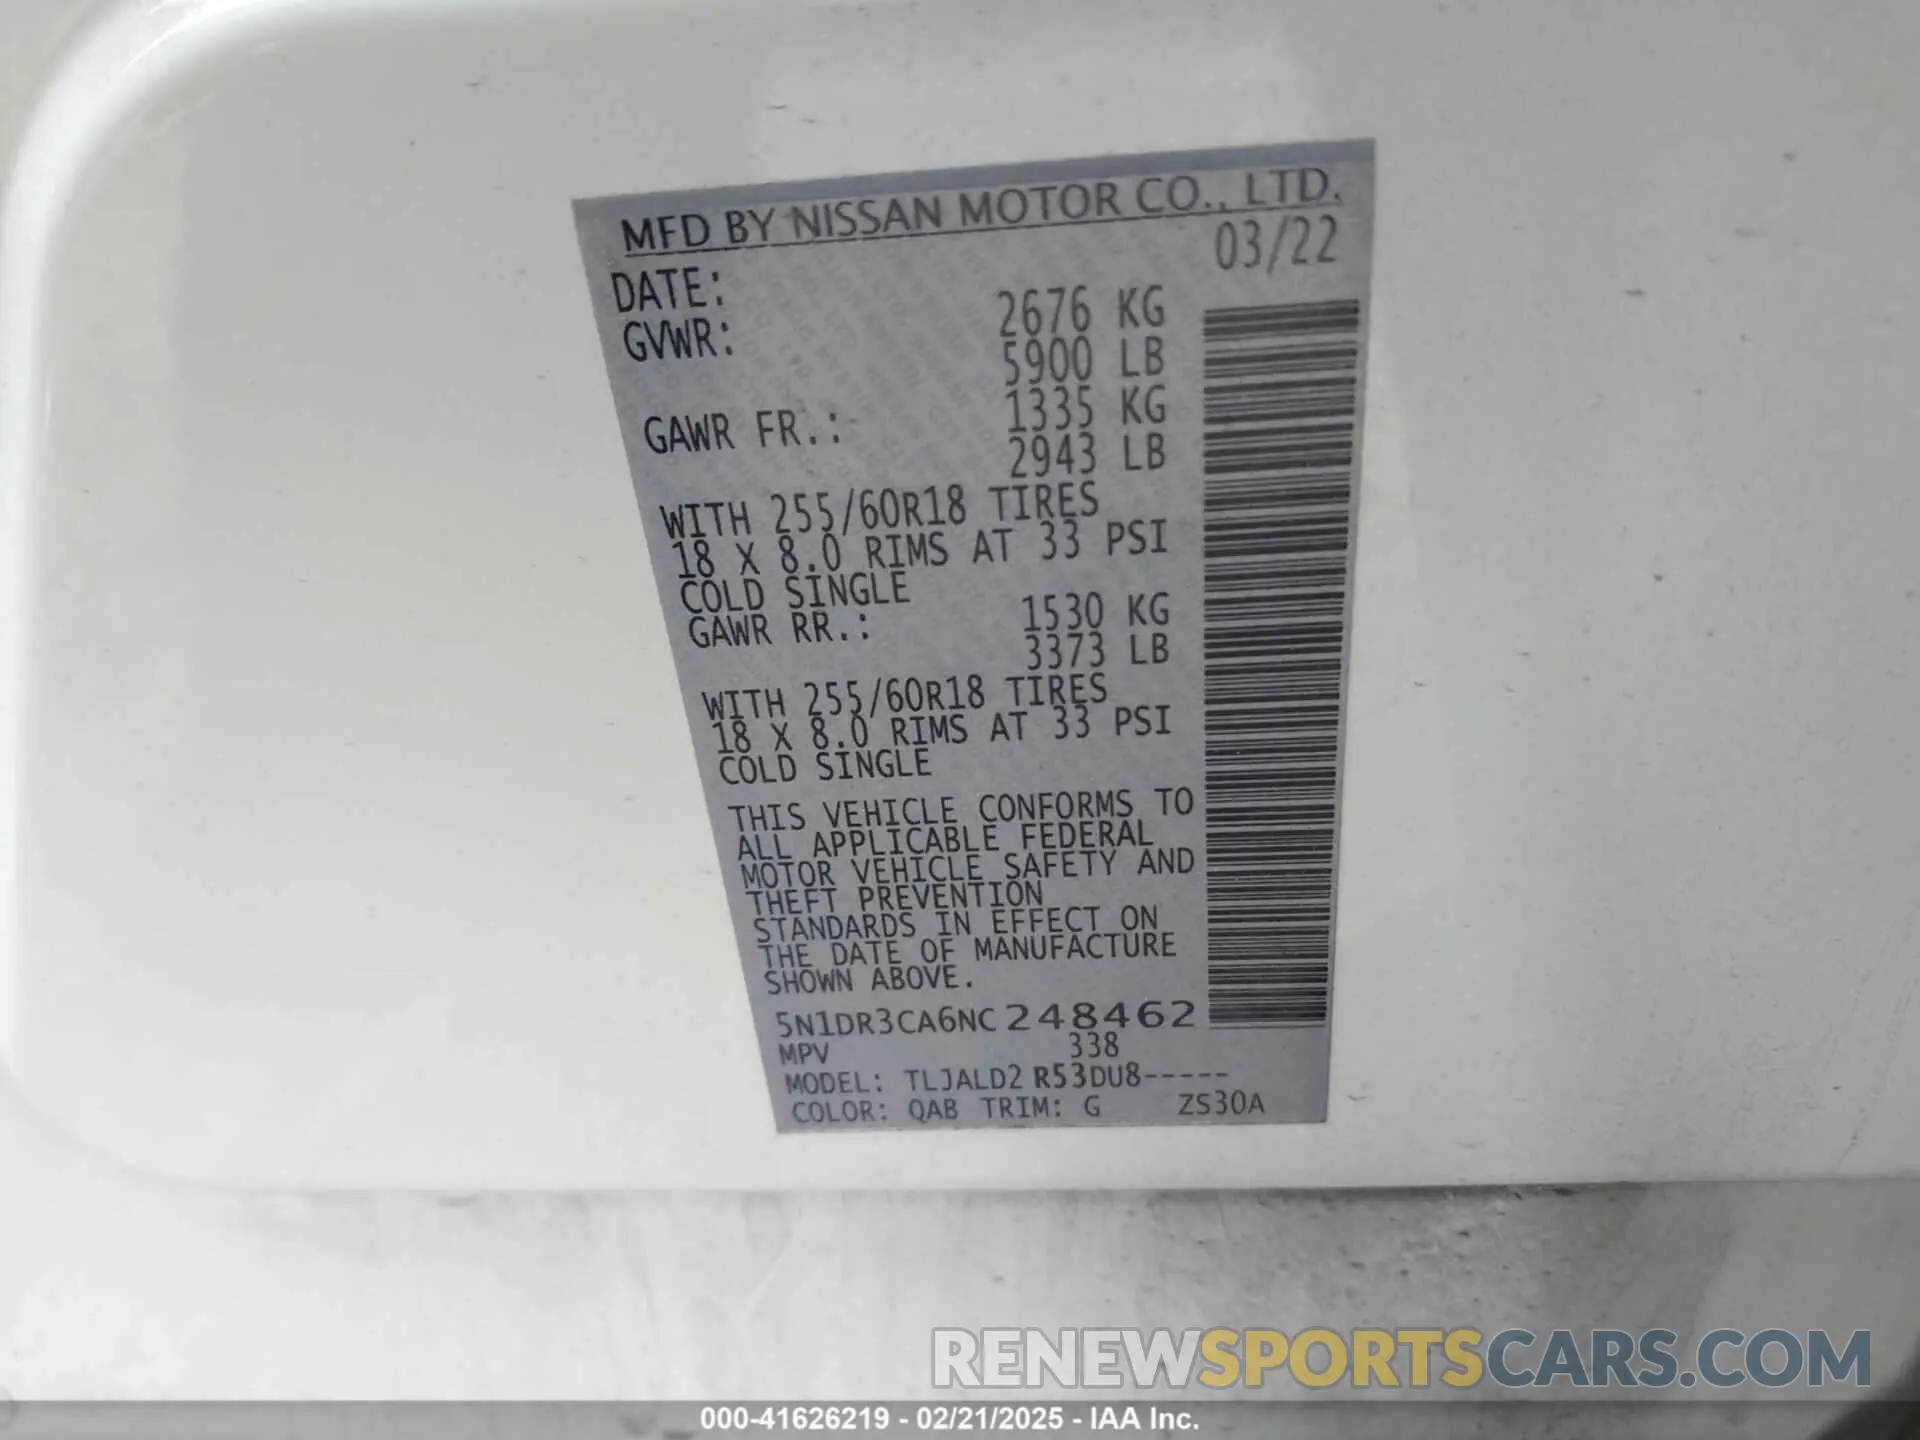 MFD BY NISSAN MOTOR CO., LTD.
DATE: 03/22
GVWR: 2676 KG
5900 LB
GAWR FR.: 1335 KG
2943 LB
WITH 255/60R18 TIRES
18 X 8.0 RIMS AT 33 PSI
COLD SINGLE
GAWR RR.: 1530 KG
3373 LB
WITH 255/60R18 TIRES
18 X 8.0 RIMS AT 33 PSI
COLD SINGLE
THIS VEHICLE CONFORMS TO
ALL APPLICABLE FEDERAL
MOTOR VEHICLE SAFETY AND
THEFT PREVENTION
STANDARDS IN EFFECT ON
THE DATE OF MANUFACTURE
SHOWN ABOVE.
5N1DR3CA6NC248462
MPV 338
MODEL: TLJALD2 R53DU8-----
COLOR: QAB TRIM: G ZS30A
RENEWSPORTSCARS.COM
000-41626219 - 02/21/2025 - IAA Inc.